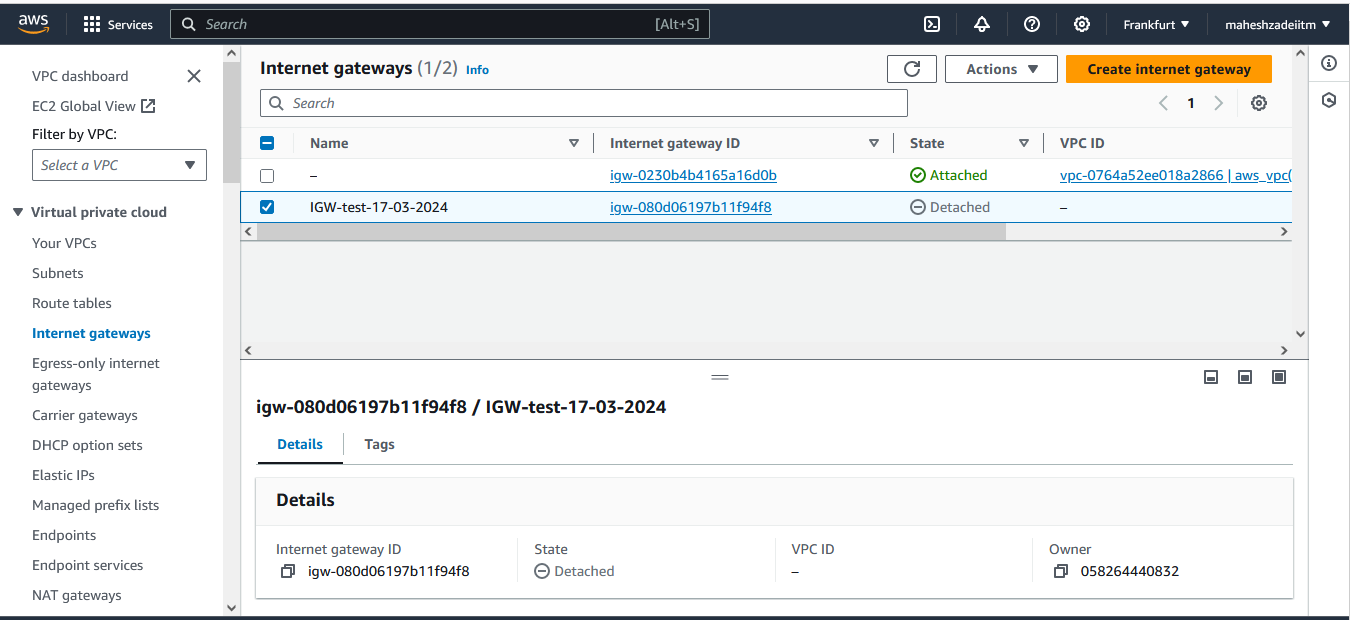 aws Services Search [Alt+S] Frankfurt maheshzadeiitm
VPC dashboard
EC2 Global View
Filter by VPC:
Select a VPC
Virtual private cloud
Your VPCs
Subnets
Route tables
Internet gateways
Egress-only internet
gateways
Carrier gateways
DHCP option sets
Elastic IPs
Managed prefix lists
Endpoints
Endpoint services
NAT gateways
Internet gateways (1/2) Info
Actions Create internet gateway
Search
1
Name Internet gateway ID State VPC ID
– igw-0230b4b4165a16d0b Attached vpc-0764a52ee018a2866 | aws_vpc(
IGW-test-17-03-2024 igw-080d06197b11f94f8 Detached –
igw-080d06197b11f94f8 / IGW-test-17-03-2024
Details Tags
Details
Internet gateway ID State VPC ID Owner
igw-080d06197b11f94f8 Detached – 058264440832